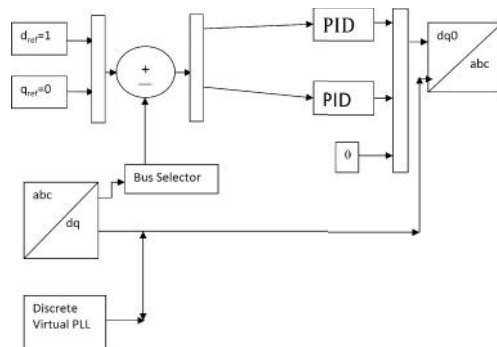 d_ref=1
q_ref=0
+
—
PID
PID
0
dq0
abc
Bus Selector
abc
dq
Discrete
Virtual PLL